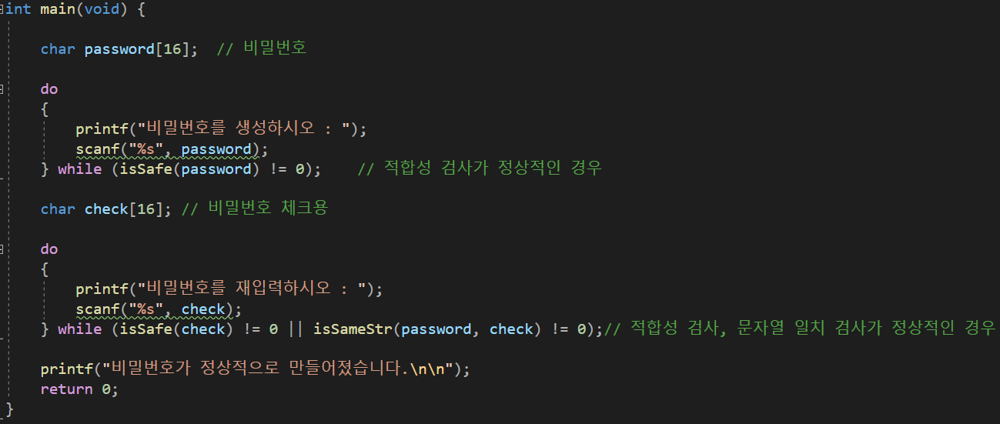 int main(void) {
char password[16];  // 비밀번호
do
{
printf("비밀번호를 생성하시오 : ");
scanf("%s", password);
} while (isSafe(password) != 0);    // 적합성 검사가 정상적인 경우
char check[16]; // 비밀번호 체크용
do
{
printf("비밀번호를 재입력하시오 : ");
scanf("%s", check);
} while (isSafe(check) != 0 || isSameStr(password, check) != 0);// 적합성 검사, 문자열 일치 검사가 정상적인 경우
printf("비밀번호가 정상적으로 만들어졌습니다.\n\n");
return 0;
}